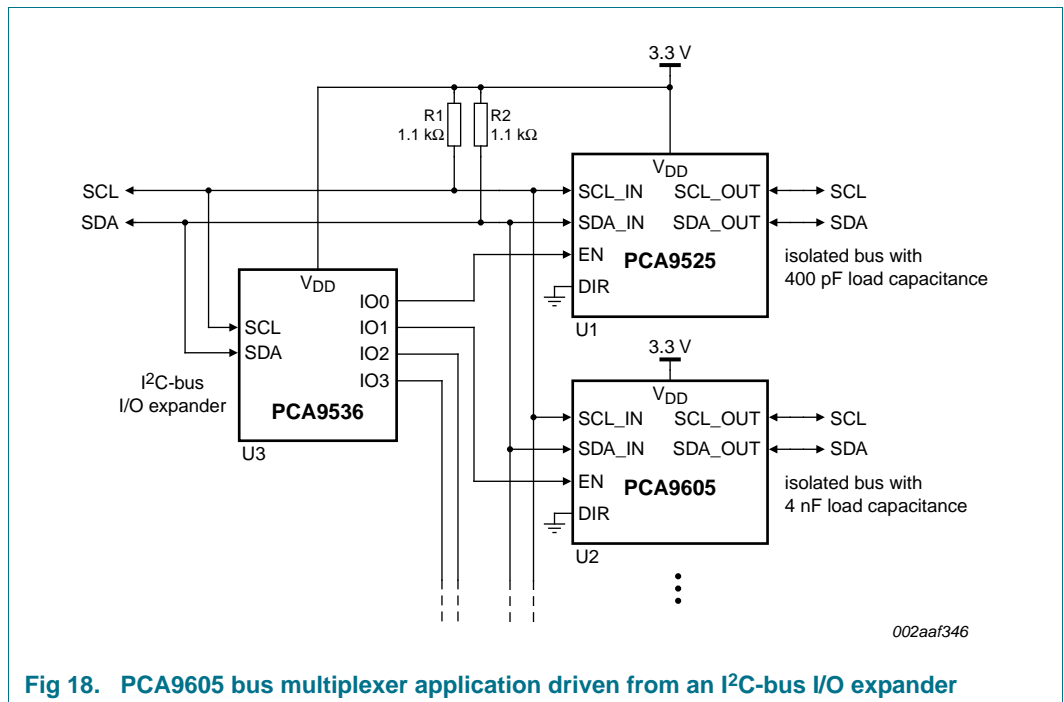 3.3 V
R1
1.1 kΩ
R2
1.1 kΩ
SCL
SDA
VDD
SCL_IN SCL_OUT
SDA_IN SDA_OUT
EN
PCA9525
DIR
U1
SCL
SDA
isolated bus with
400 pF load capacitance
VDD
IO0
IO1
IO2
IO3
SCL
SDA
PCA9536
U3
I2C-bus
I/O expander
3.3 V
VDD
SCL_IN SCL_OUT
SDA_IN SDA_OUT
EN
PCA9605
DIR
U2
SCL
SDA
isolated bus with
4 nF load capacitance
002aaf346
Fig 18. PCA9605 bus multiplexer application driven from an I2C-bus I/O expander